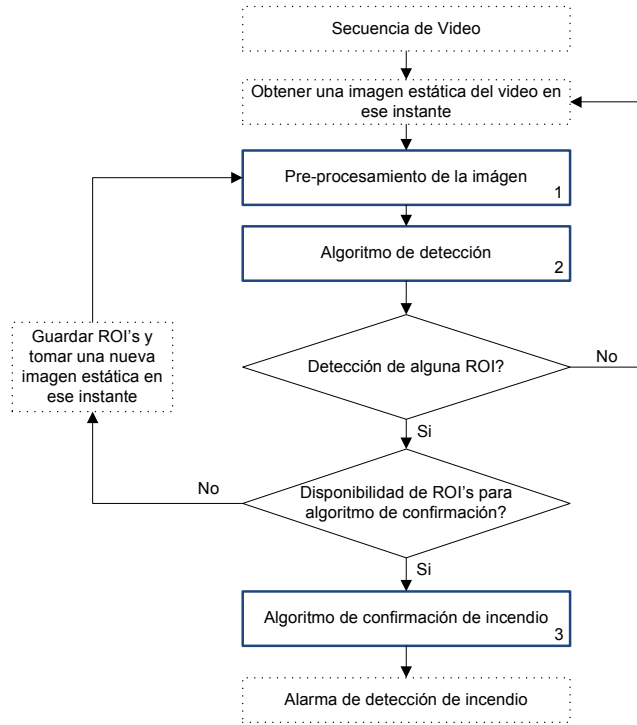 Secuencia de Video
Obtener una imagen estática del video en
ese instante
Pre-procesamiento de la imágen
1
Algoritmo de detección
2
Guardar ROI's y
tomar una nueva
imagen estática en
ese instante
Detección de alguna ROI?
No
Si
No
Disponibilidad de ROI's para
algoritmo de confirmación?
Si
Algoritmo de confirmación de incendio
3
Alarma de detección de incendio